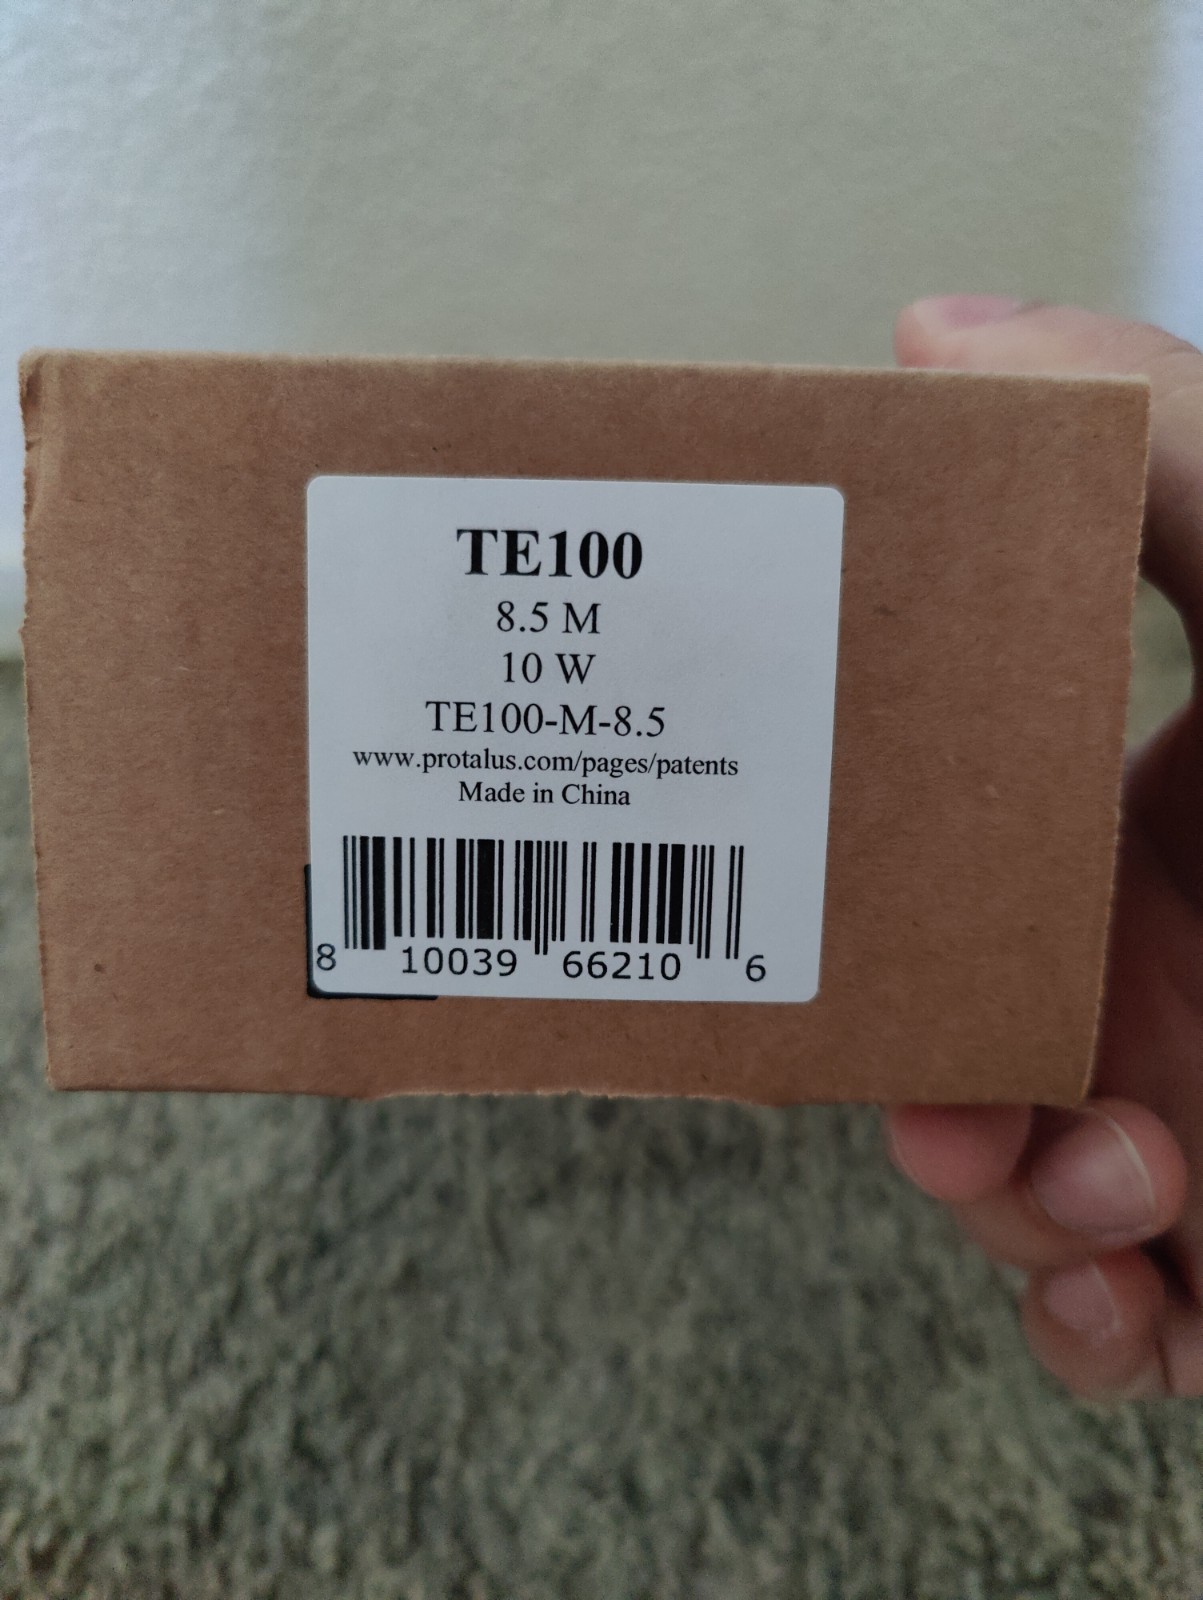 TE100
8.5 M
10 W
TE100-M-8.5
www.protalus.com/pages/patents
Made in China
8 10039 66210 6